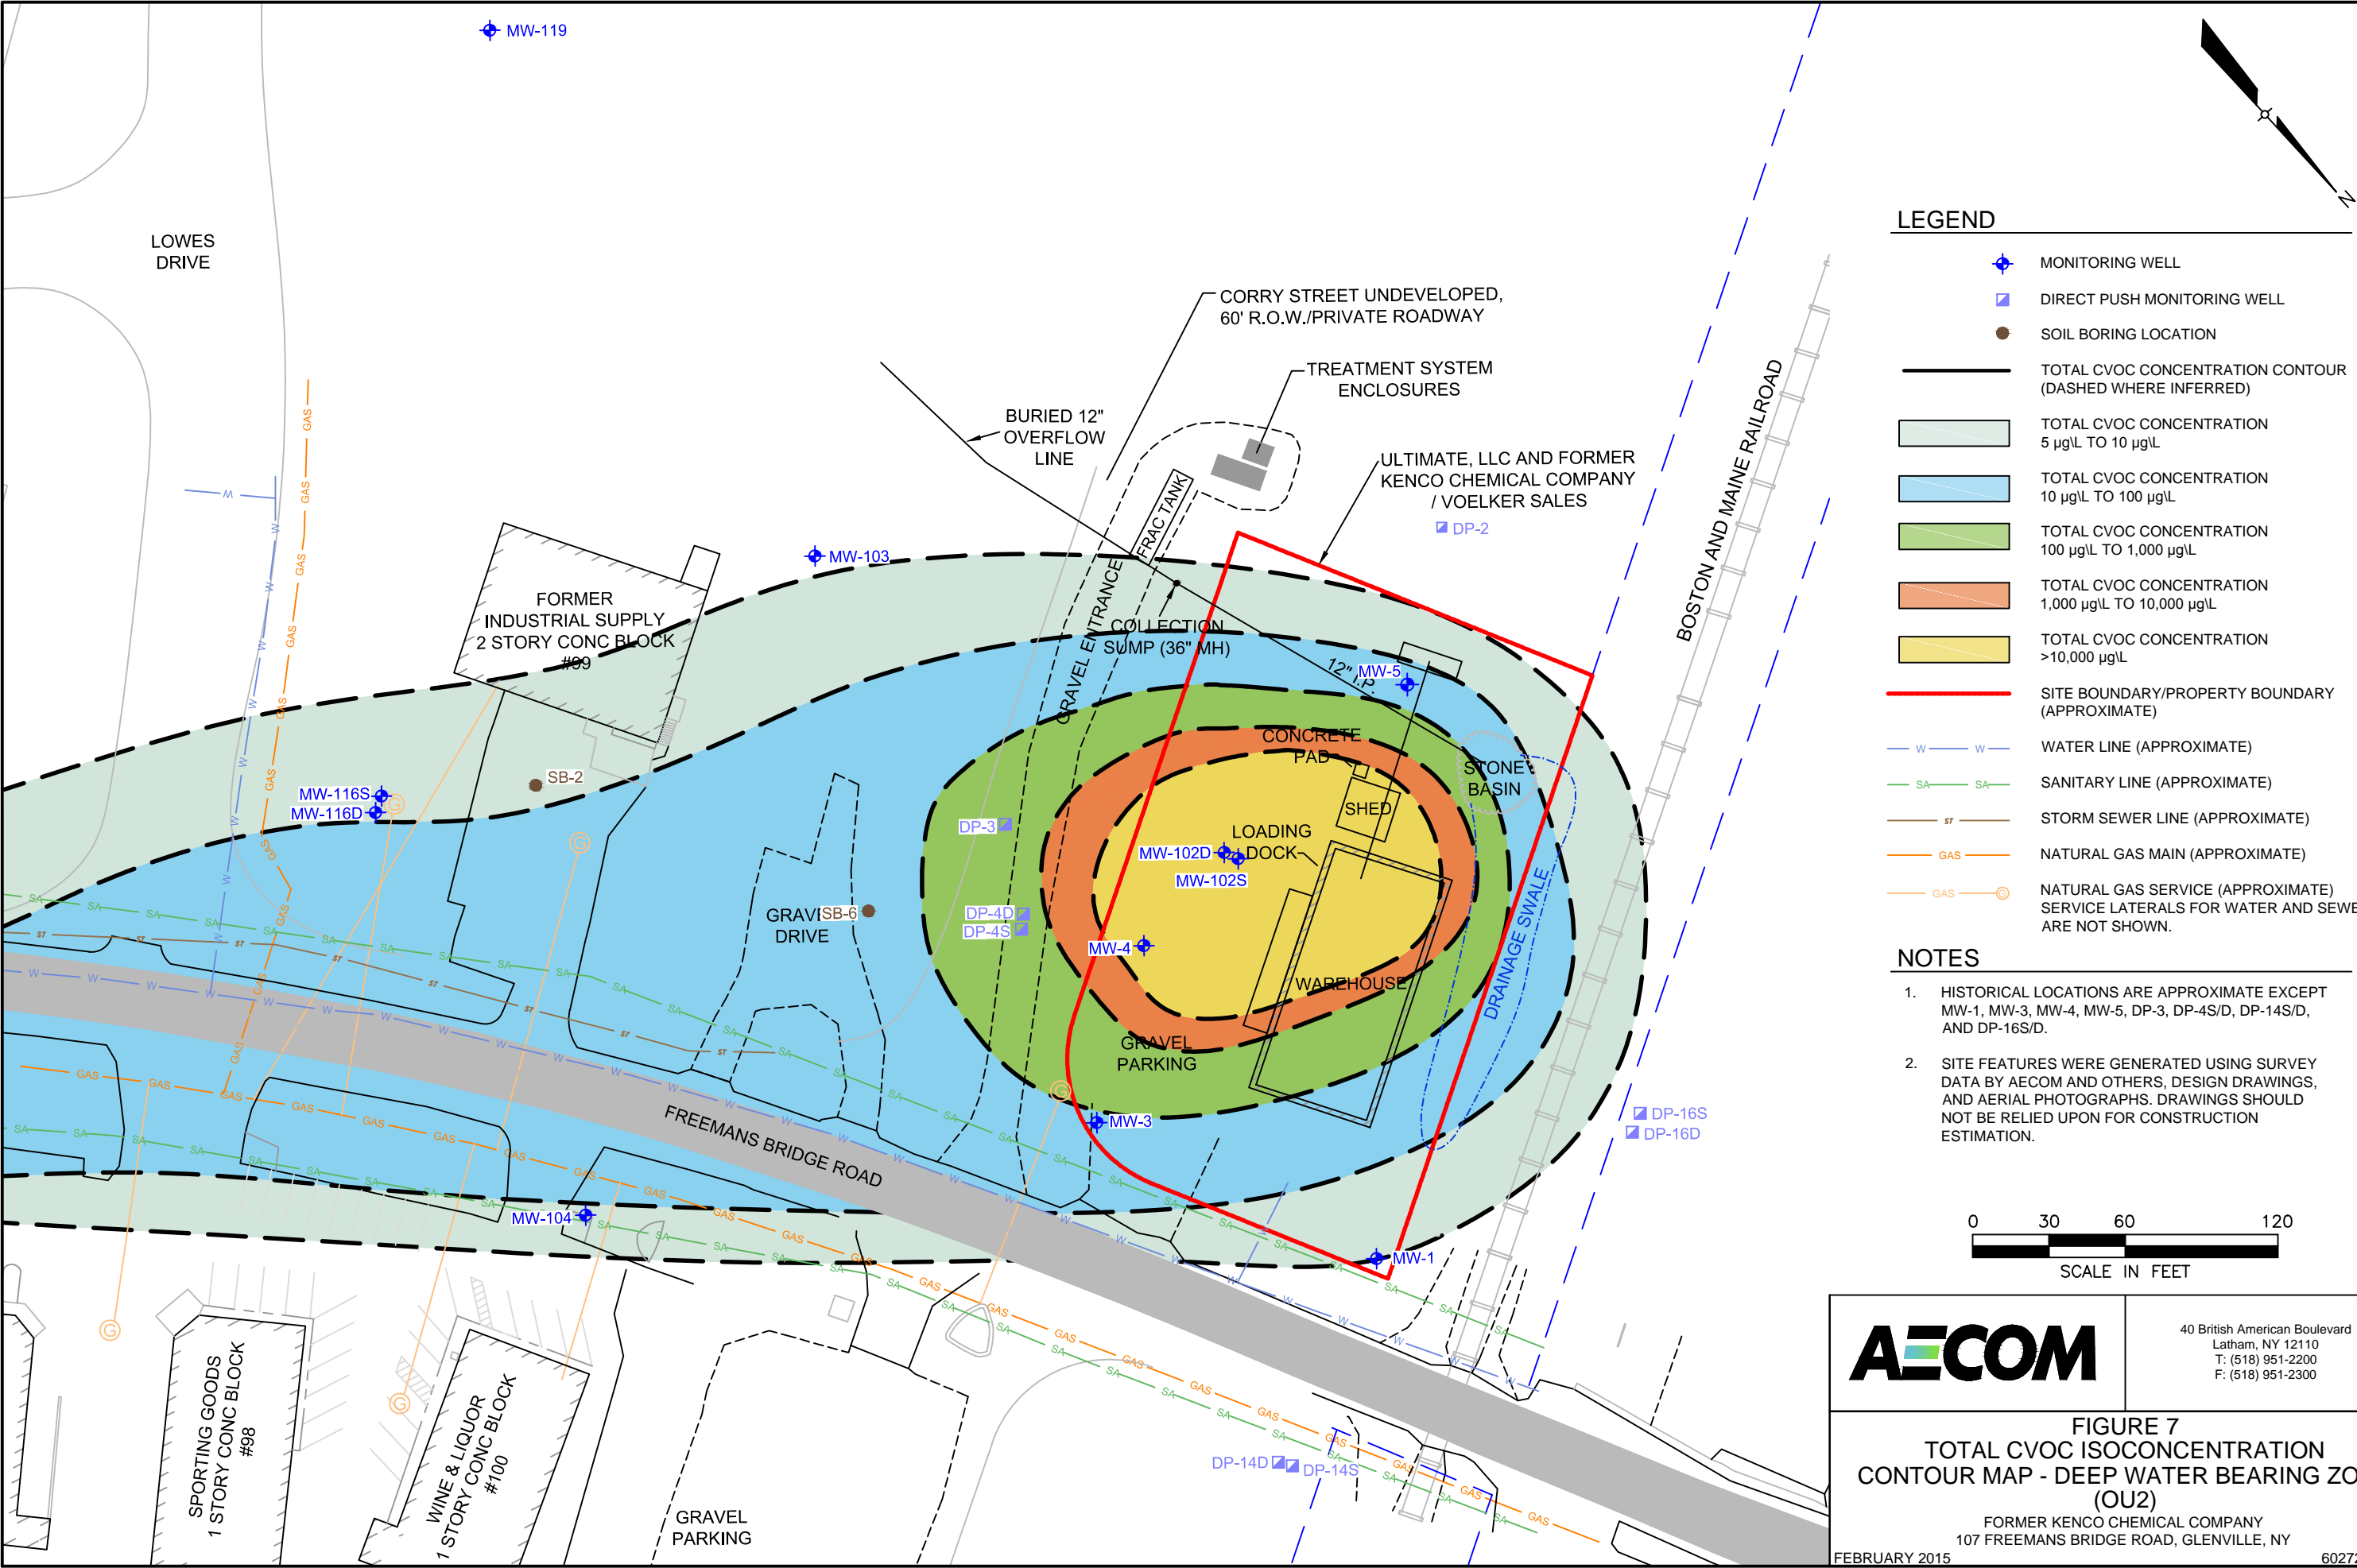 MW-119
LOWES
DRIVE
CORRY STREET UNDEVELOPED,
60' R.O.W./PRIVATE ROADWAY
TREATMENT SYSTEM
ENCLOSURES
BURIED 12"
OVERFLOW
LINE
FRAC TANK
ULTIMATE, LLC AND FORMER
KENCO CHEMICAL COMPANY
/ VOELKER SALES
DP-2
BOSTON AND MAINE RAILROAD
MW-103
FORMER
INDUSTRIAL SUPPLY
2 STORY CONC BLOCK
#99
GRAVEL ENTRANCE
COLLECTION
SUMP (36" MH)
MW-5
CONCRETE
PAD
STONE
BASIN
SHED
SB-2
MW-116S
MW-116D
DP-3
LOADING
DOCK
MW-102D
MW-102S
SB-6
DRIVE
DP-4D
DP-4S
MW-4
WAREHOUSE
DRAINAGE SWALE
GRAVEL
PARKING
MW-3
DP-16S
DP-16D
FREEMANS BRIDGE ROAD
MW-104
MW-1
SPORTING GOODS
1 STORY CONC BLOCK
#98
WINE & LIQUOR
1 STORY CONC BLOCK
#100
GRAVEL
PARKING
DP-14D
DP-14S
N
LEGEND
MONITORING WELL
DIRECT PUSH MONITORING WELL
SOIL BORING LOCATION
TOTAL CVOC CONCENTRATION CONTOUR
(DASHED WHERE INFERRED)
TOTAL CVOC CONCENTRATION
5 µg\L TO 10 µg\L
TOTAL CVOC CONCENTRATION
10 µg\L TO 100 µg\L
TOTAL CVOC CONCENTRATION
100 µg\L TO 1,000 µg\L
TOTAL CVOC CONCENTRATION
1,000 µg\L TO 10,000 µg\L
TOTAL CVOC CONCENTRATION
>10,000 µg\L
SITE BOUNDARY/PROPERTY BOUNDARY
(APPROXIMATE)
W W WATER LINE (APPROXIMATE)
SA SA SANITARY LINE (APPROXIMATE)
ST STORM SEWER LINE (APPROXIMATE)
GAS NATURAL GAS MAIN (APPROXIMATE)
GAS G NATURAL GAS SERVICE (APPROXIMATE)
SERVICE LATERALS FOR WATER AND SEWE
ARE NOT SHOWN.
NOTES
1. HISTORICAL LOCATIONS ARE APPROXIMATE EXCEPT
MW-1, MW-3, MW-4, MW-5, DP-3, DP-4S/D, DP-14S/D,
AND DP-16S/D.
2. SITE FEATURES WERE GENERATED USING SURVEY
DATA BY AECOM AND OTHERS, DESIGN DRAWINGS,
AND AERIAL PHOTOGRAPHS. DRAWINGS SHOULD
NOT BE RELIED UPON FOR CONSTRUCTION
ESTIMATION.
0 30 60 120
SCALE IN FEET
AECOM
40 British American Boulevard
Latham, NY 12110
T: (518) 951-2200
F: (518) 951-2300
FIGURE 7
TOTAL CVOC ISOCONCENTRATION
CONTOUR MAP - DEEP WATER BEARING ZO
(OU2)
FORMER KENCO CHEMICAL COMPANY
107 FREEMANS BRIDGE ROAD, GLENVILLE, NY
FEBRUARY 2015
6027